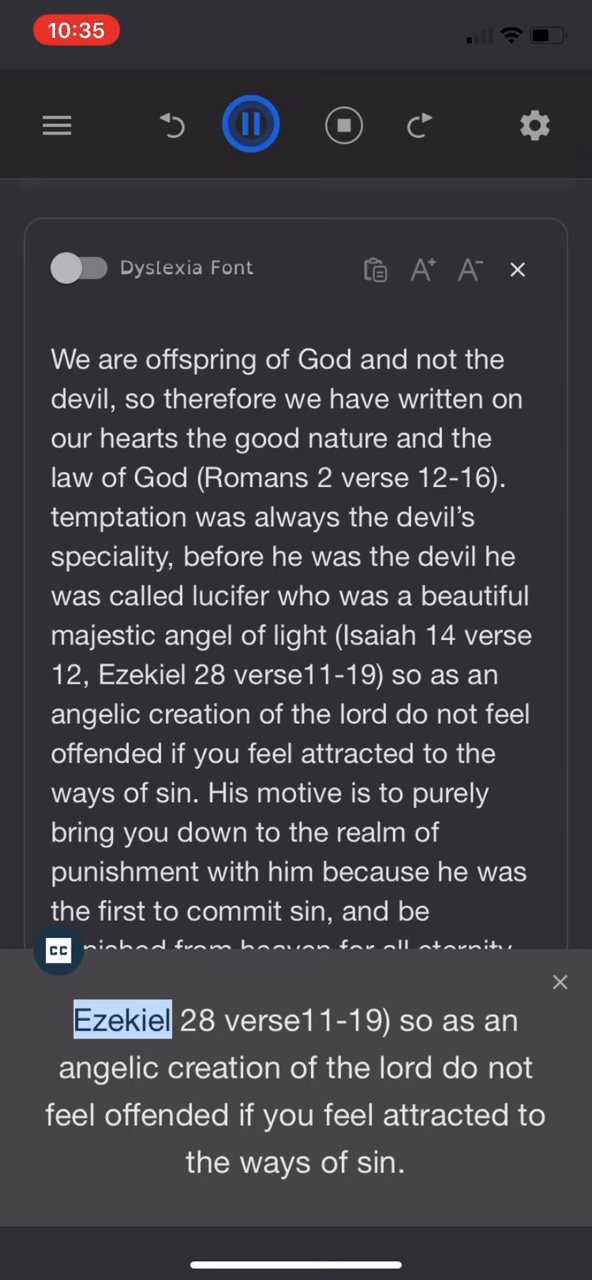 10:35
Dyslexia Font
A+ A-
We are offspring of God and not the
devil, so therefore we have written on
our hearts the good nature and the
law of God (Romans 2 verse 12-16).
temptation was always the devil’s
speciality, before he was the devil he
was called lucifer who was a beautiful
majestic angel of light (Isaiah 14 verse
12, Ezekiel 28 verse11-19) so as an
angelic creation of the lord do not feel
offended if you feel attracted to the
ways of sin. His motive is to purely
bring you down to the realm of
punishment with him because he was
the first to commit sin, and be
from heaven for all eternity
CC
Ezekiel 28 verse11-19) so as an
angelic creation of the lord do not
feel offended if you feel attracted to
the ways of sin.